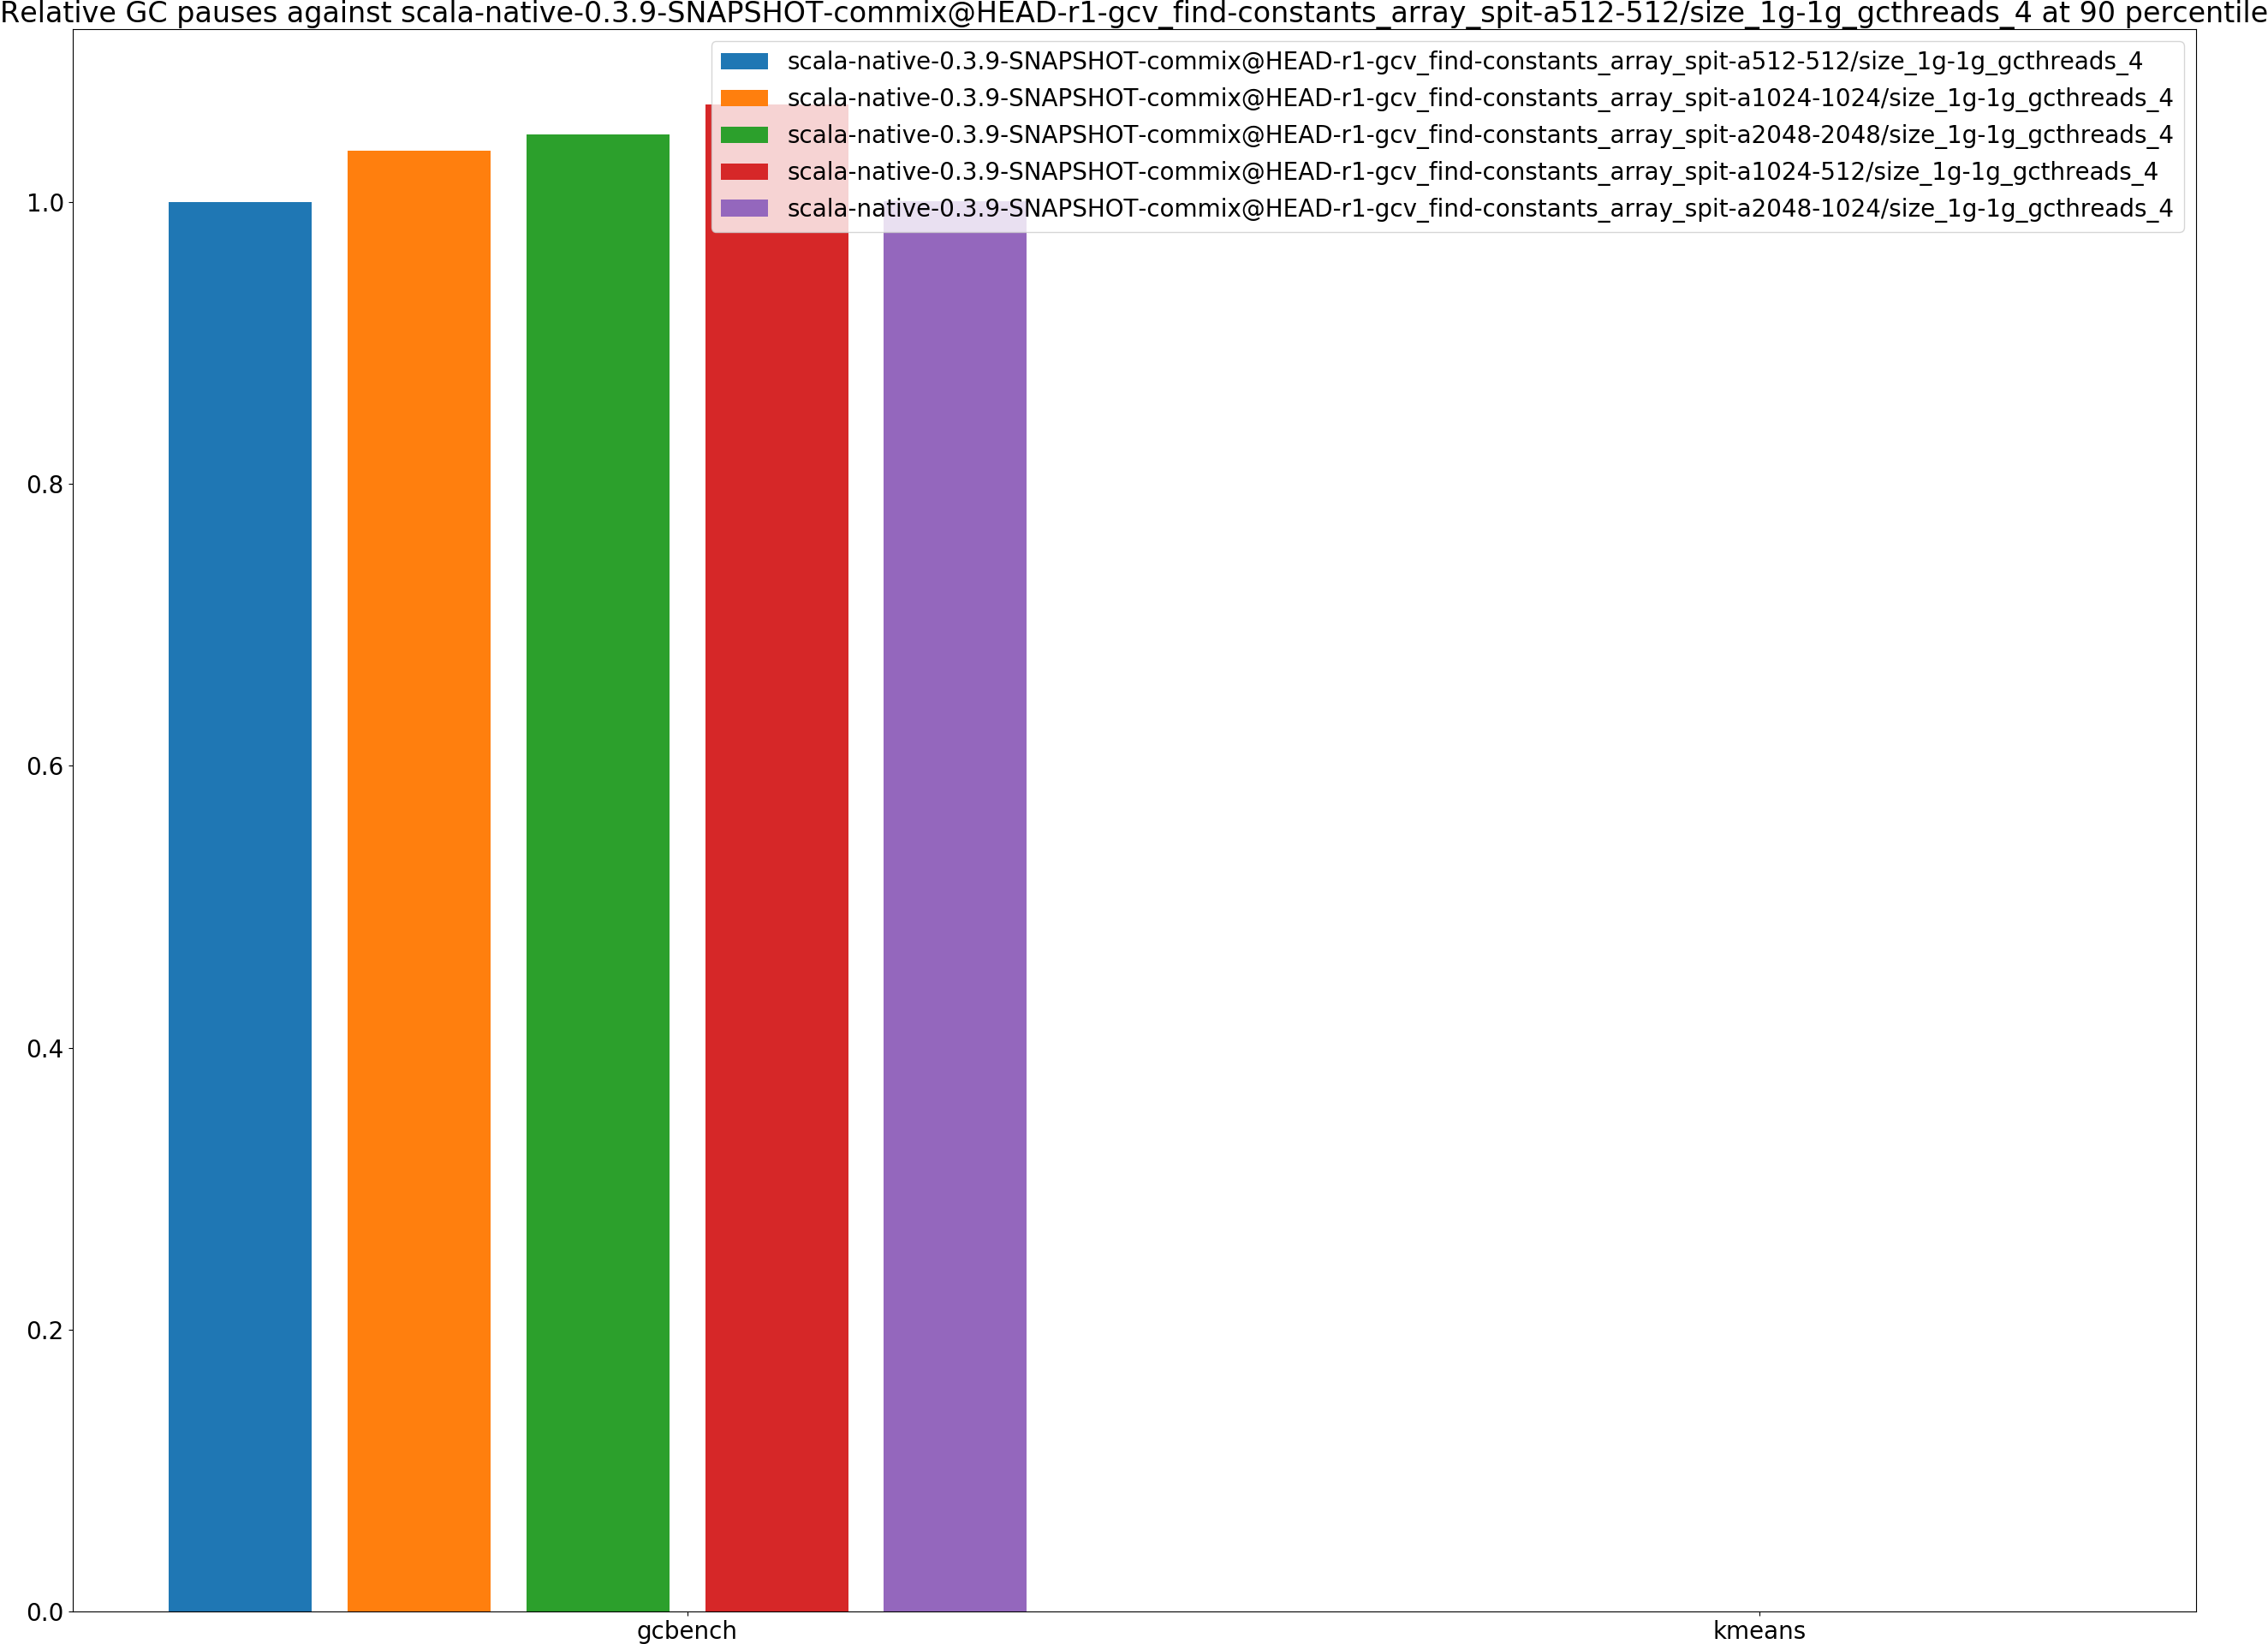 Relative GC pauses against scala-native-0.3.9-SNAPSHOT-commix@HEAD-r1-gcv_find-constants_array_spit-a512-512/size_1g-1g_gcthreads_4 at 90 percentile
scala-native-0.3.9-SNAPSHOT-commix@HEAD-r1-gcv_find-constants_array_spit-a512-512/size_1g-1g_gcthreads_4
scala-native-0.3.9-SNAPSHOT-commix@HEAD-r1-gcv_find-constants_array_spit-a1024-1024/size_1g-1g_gcthreads_4
scala-native-0.3.9-SNAPSHOT-commix@HEAD-r1-gcv_find-constants_array_spit-a2048-2048/size_1g-1g_gcthreads_4
scala-native-0.3.9-SNAPSHOT-commix@HEAD-r1-gcv_find-constants_array_spit-a1024-512/size_1g-1g_gcthreads_4
scala-native-0.3.9-SNAPSHOT-commix@HEAD-r1-gcv_find-constants_array_spit-a2048-1024/size_1g-1g_gcthreads_4
1.0
0.8
0.6
0.4
0.2
0.0
gcbench
kmeans